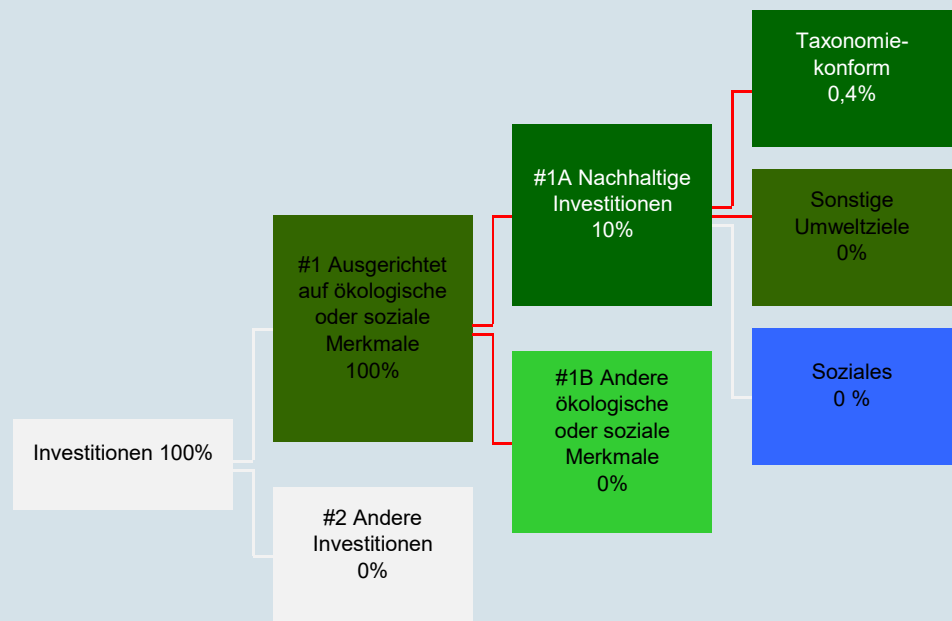 Investitionen 100%
#1 Ausgerichtet
auf ökologische
oder soziale
Merkmale
100%
#2 Andere
Investitionen
0%
#1A Nachhaltige
Investitionen
10%
#1B Andere
ökologische
oder soziale
Merkmale
0%
Taxonomie-
konform
0,4%
Sonstige
Umweltziele
0%
Soziales
0 %